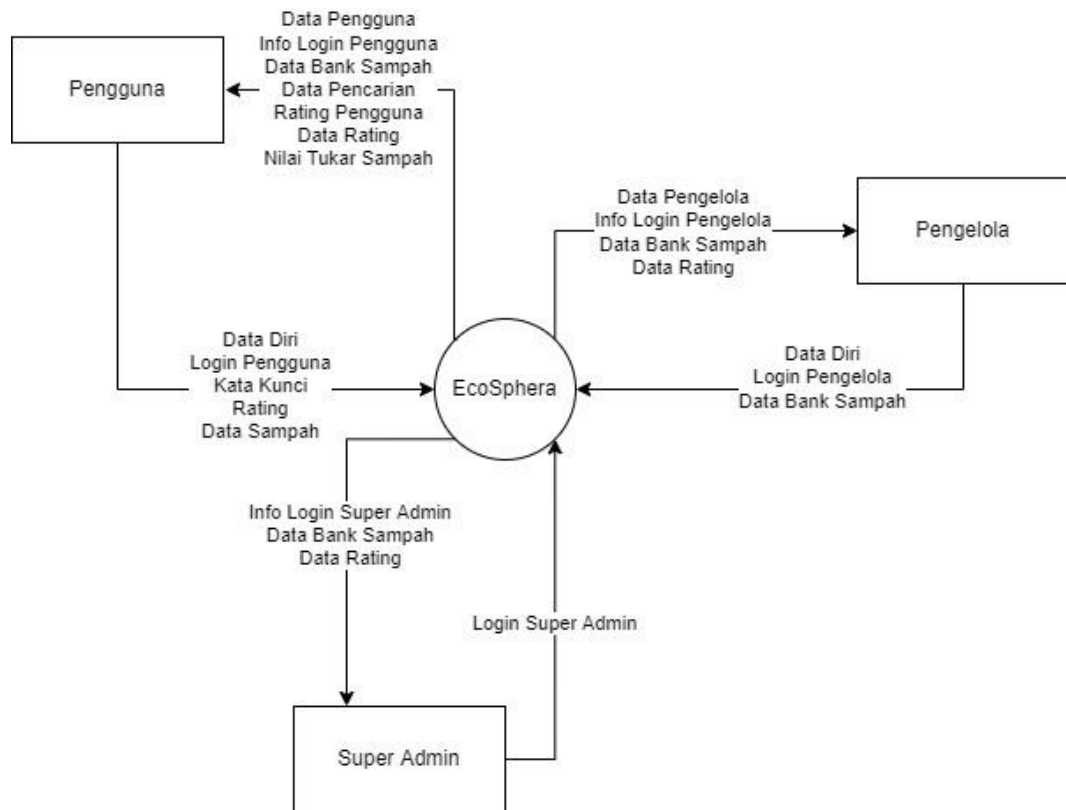 Data Pengguna
Info Login Pengguna
Data Bank Sampah
Data Pencarian
Rating Pengguna
Data Rating
Nilai Tukar Sampah
Pengguna
Data Pengelola
Info Login Pengelola
Data Bank Sampah
Data Rating
Pengelola
Data Diri
Login Pengguna
Kata Kunci
Rating
Data Sampah
EcoSphera
Data Diri
Login Pengelola
Data Bank Sampah
Info Login Super Admin
Data Bank Sampah
Data Rating
Login Super Admin
Super Admin